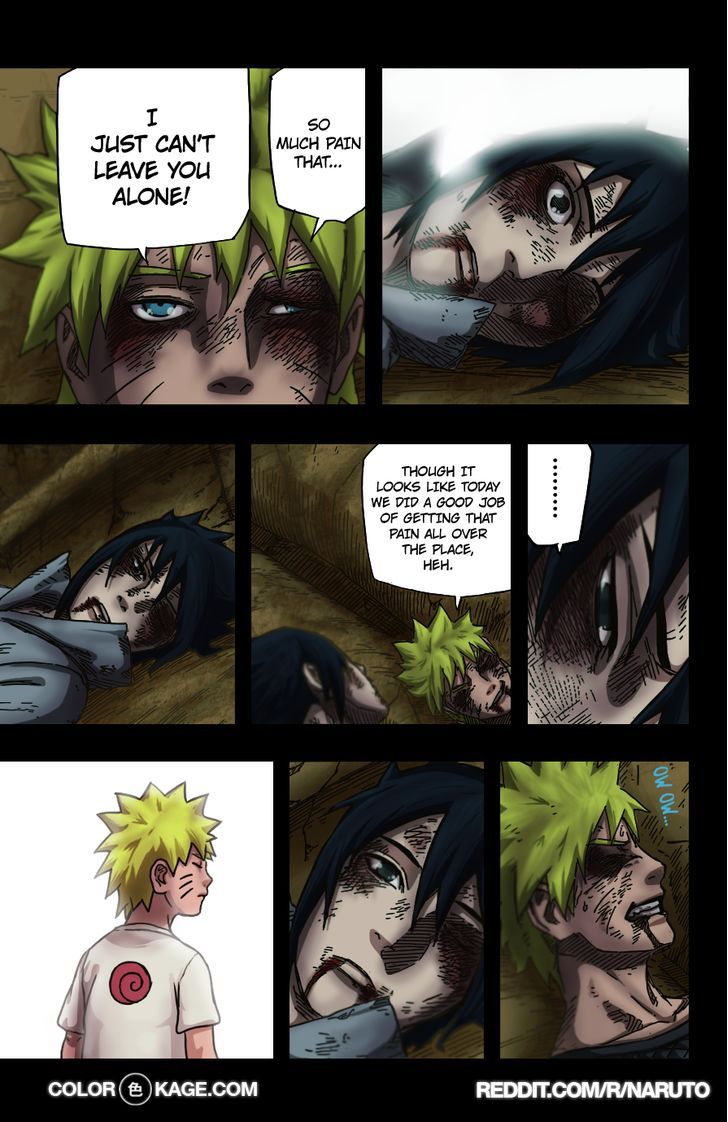 SO
MUCH PAIN
THAT...
I
JUST CAN'T
LEAVE YOU
ALONE!
........
THOUGH IT
LOOKS LIKE TODAY
WE DID A GOOD JOB
OF GETTING THAT
PAIN ALL OVER
THE PLACE,
HEH.
OW OW...
COLOR 色 KAGE.COM
REDDIT.COM/R/NARUTO